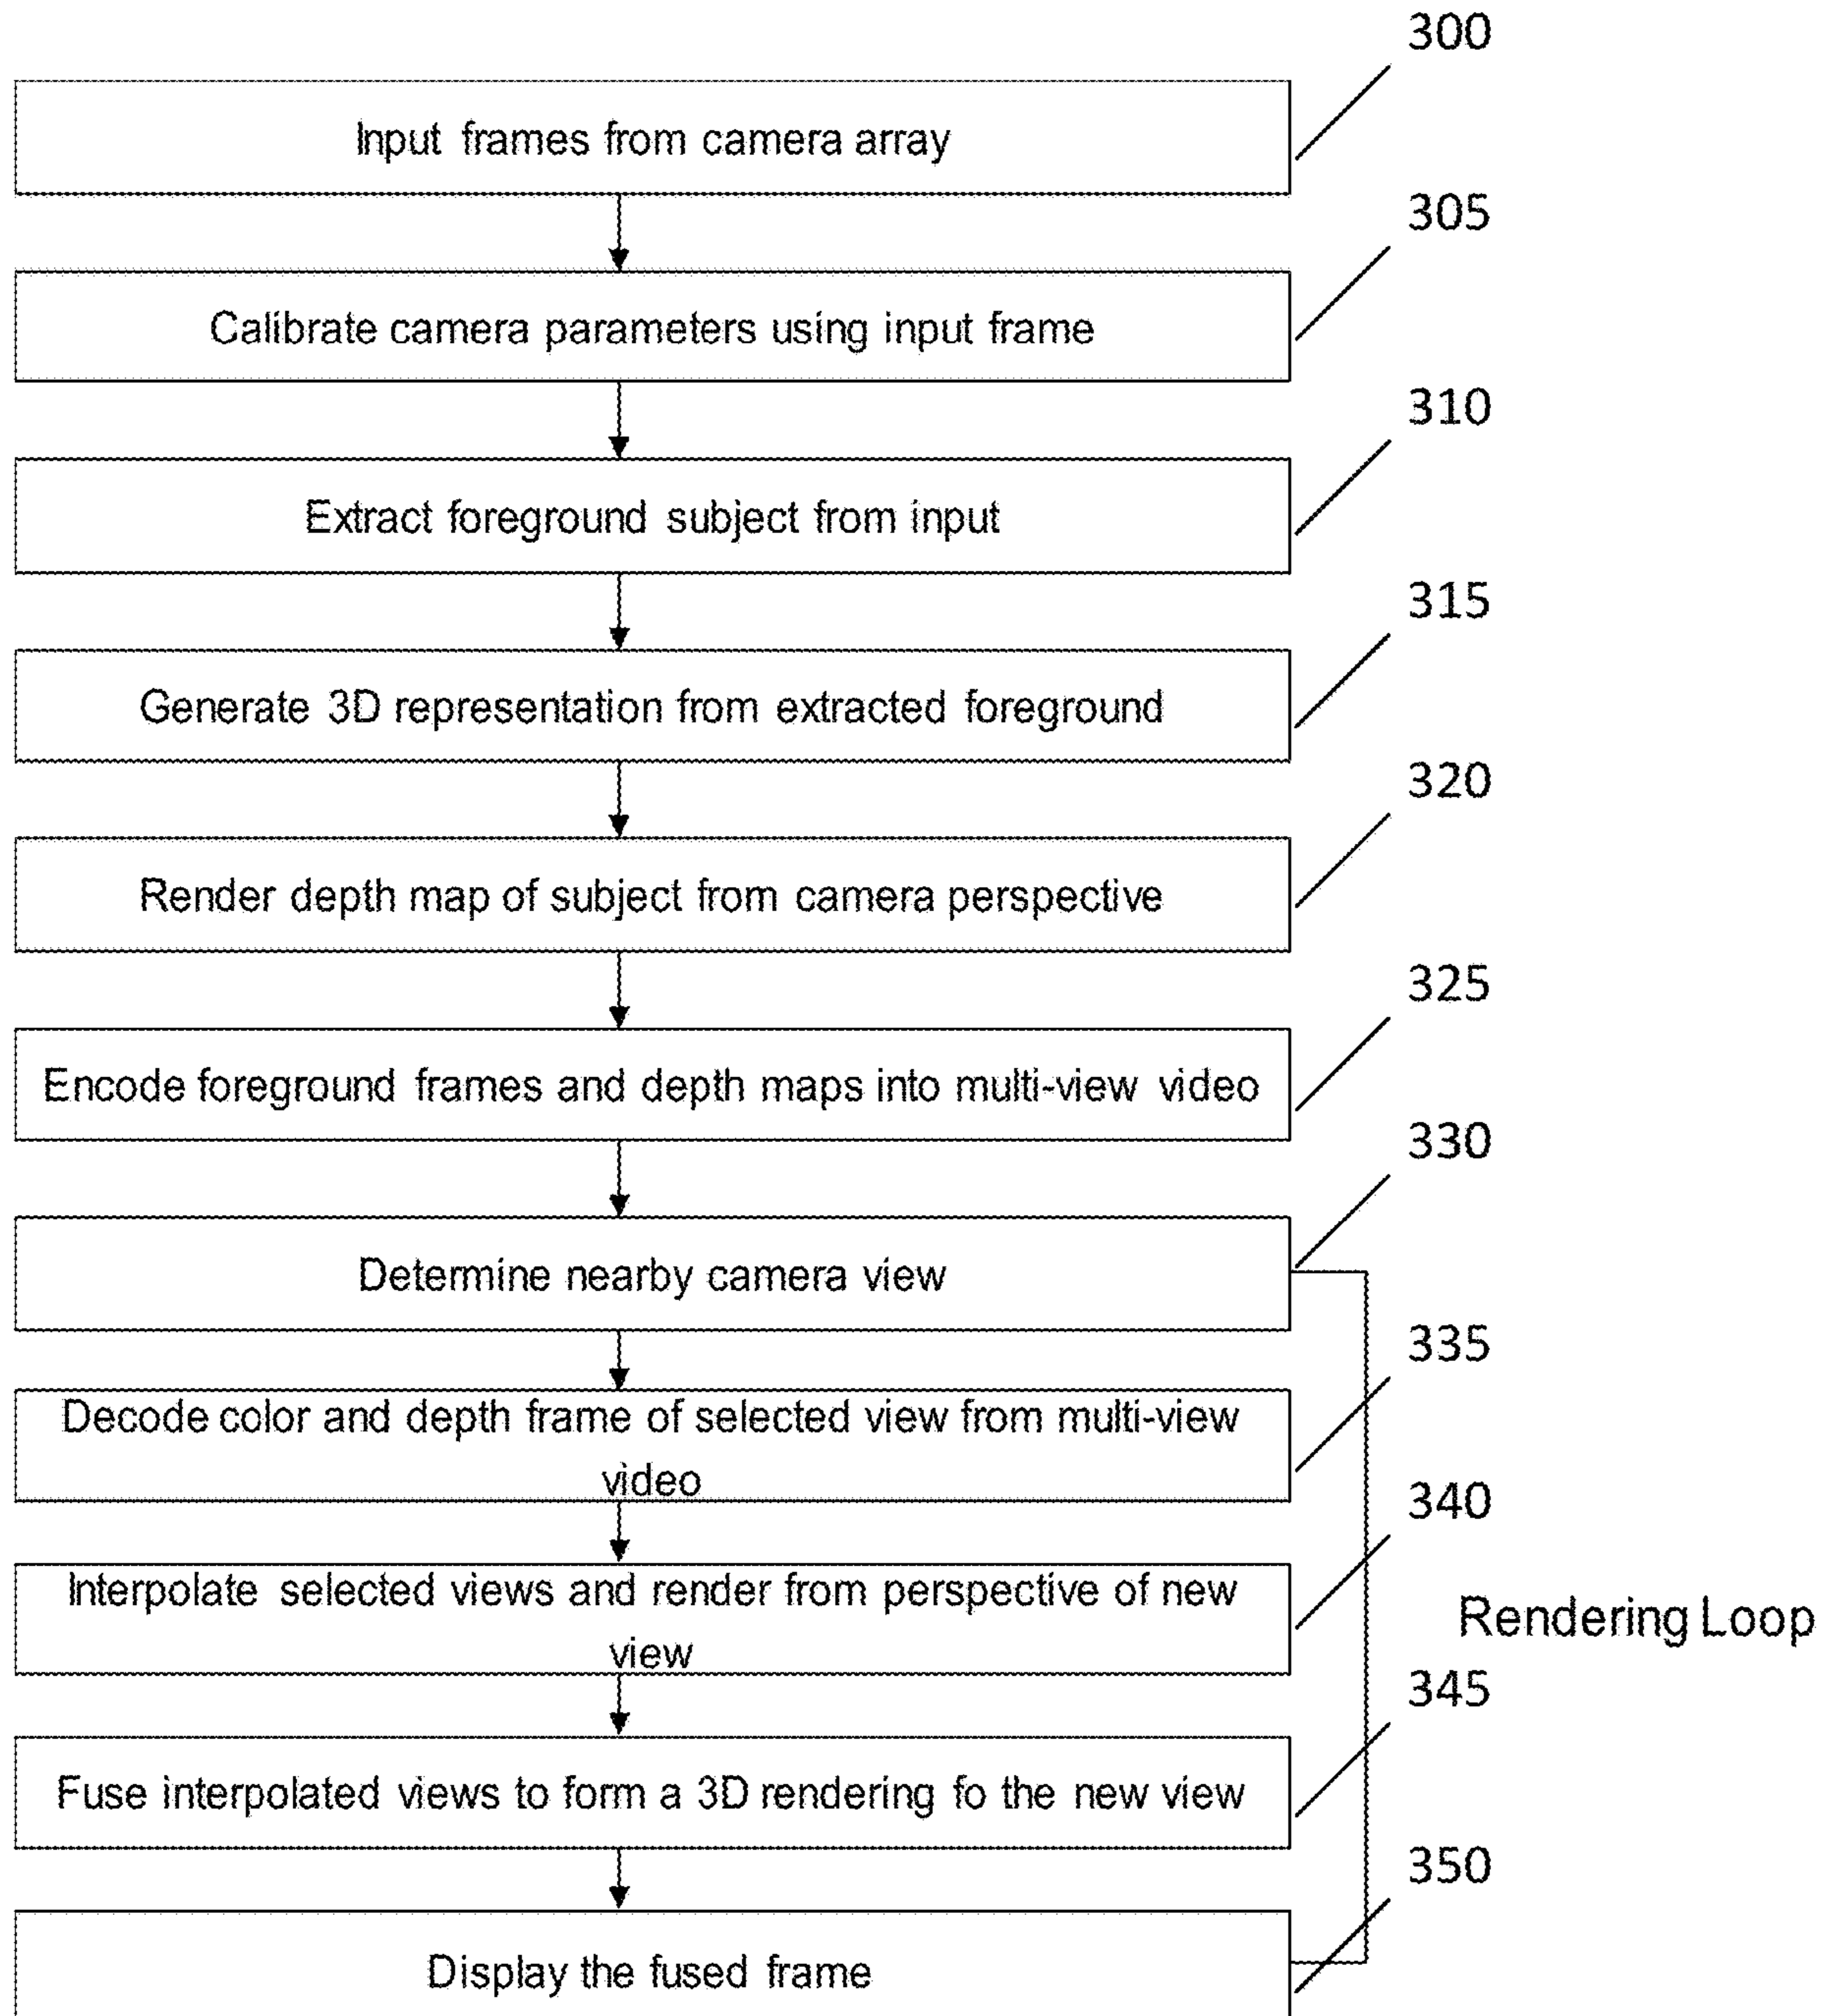 300
Input frames from camera array
305
Calibrate camera parameters using input frame
310
Extract foreground subject from input
315
Generate 3D representation from extracted foreground
320
Render depth map of subject from camera perspective
325
Encode foreground frames and depth maps into multi-view video
330
Determine nearby camera view
335
Decode color and depth frame of selected view from multi-view
video
340
Interpolate selected views and render from perspective of new
view
Rendering Loop
345
Fuse interpolated views to form a 3D rendering fo the new view
350
Display the fused frame